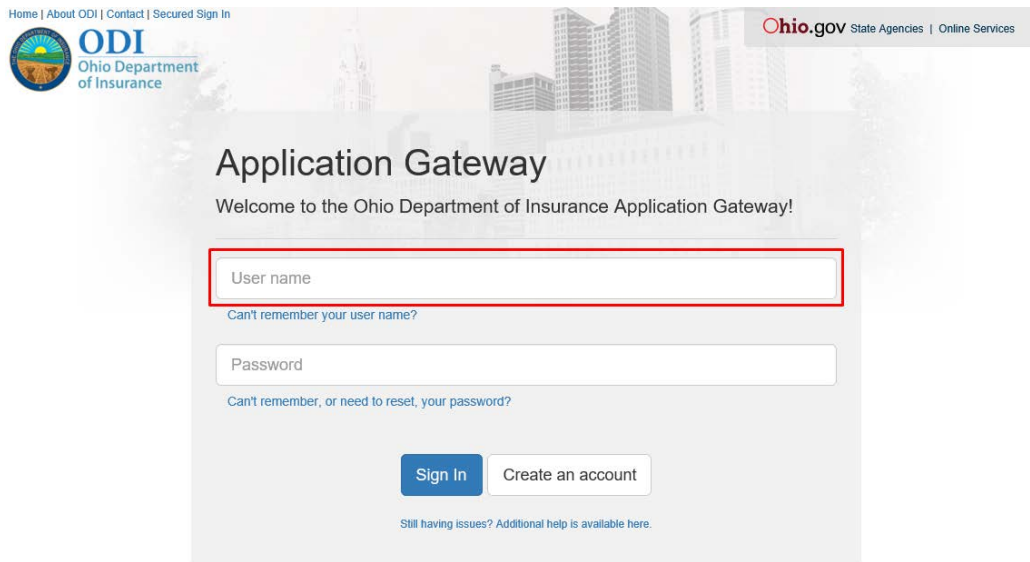 Home | About ODI | Contact | Secured Sign In
Ohio.gov State Agencies | Online Services
ODI
Ohio Department
of Insurance
Application Gateway
Welcome to the Ohio Department of Insurance Application Gateway!
User name
Can't remember your user name?
Password
Can't remember, or need to reset, your password?
Sign In Create an account
Still having issues? Additional help is available here.